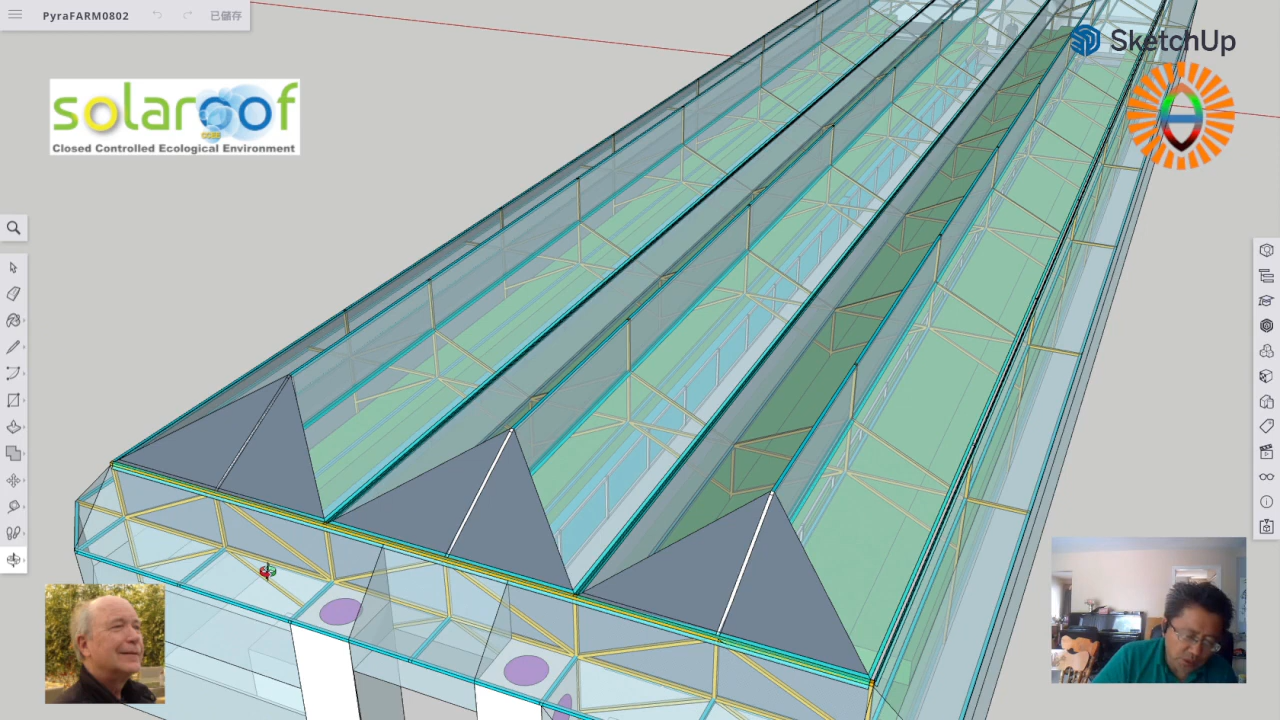 PyraFARM0802
已儲存
SketchUp
solaroof
Closed Controlled Ecological Environment